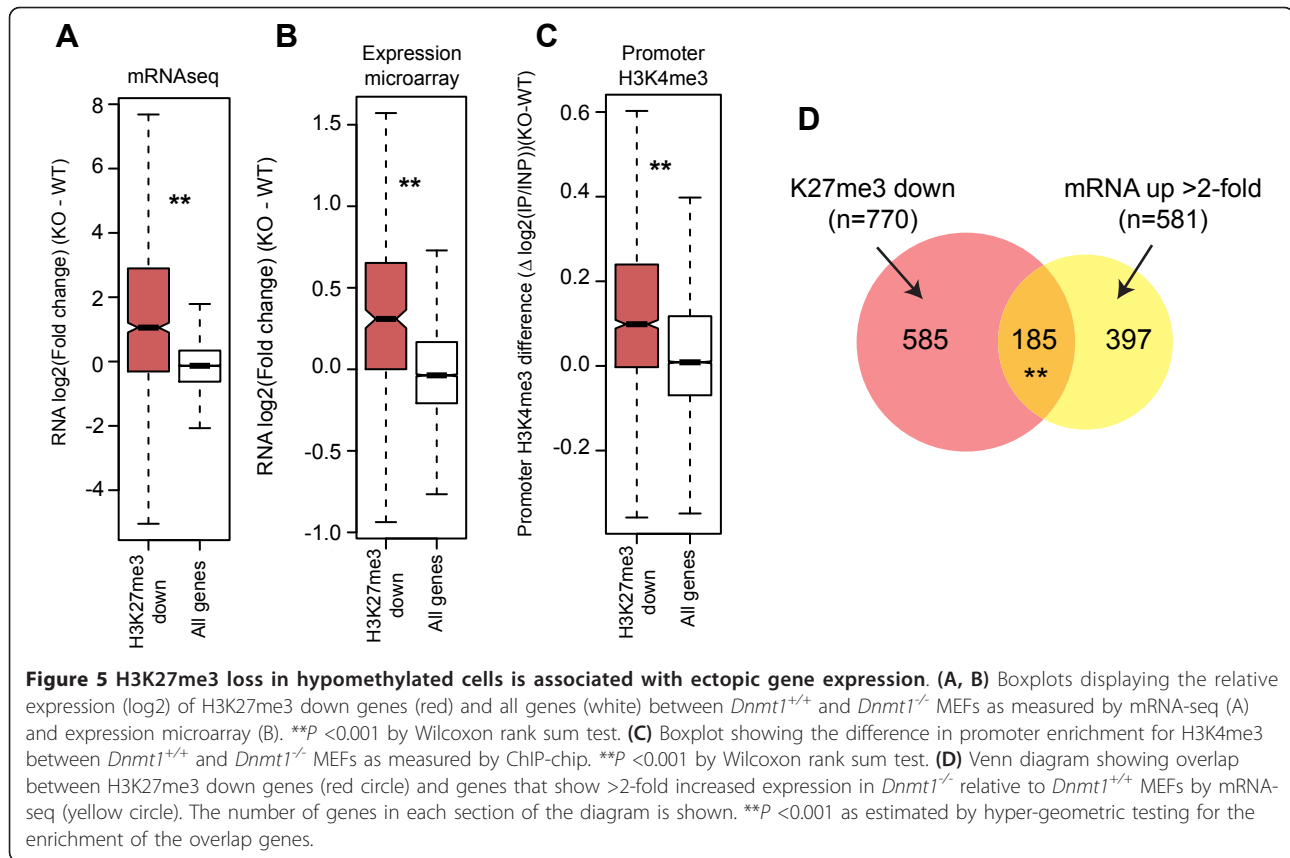 A
mRNAseq
RNA log2(Fold change) (KO - WT)
8
6
4
2
0
-2
-4
**
H3K27me3
down
All genes
B
Expression
microarray
RNA log2(Fold change) (KO - WT)
1.5
1.0
0.5
0.0
-0.5
-1.0
**
H3K27me3
down
All genes
C
Promoter
H3K4me3
Promoter H3K4me3 difference (Δ log2(IP/INP))(KO-WT)
0.6
0.4
0.2
0.0
-0.2
**
H3K27me3
down
All genes
D
K27me3 down
(n=770)
mRNA up >2-fold
(n=581)
585
185
**
397
Figure 5 H3K27me3 loss in hypomethylated cells is associated with ectopic gene expression. (A, B) Boxplots displaying the relative
expression (log2) of H3K27me3 down genes (red) and all genes (white) between Dnmt1+/+ and Dnmt1-/- MEFs as measured by mRNA-seq (A)
and expression microarray (B). **P <0.001 by Wilcoxon rank sum test. (C) Boxplot showing the difference in promoter enrichment for H3K4me3
between Dnmt1+/+ and Dnmt1-/- MEFs as measured by ChIP-chip. **P <0.001 by Wilcoxon rank sum test. (D) Venn diagram showing overlap
between H3K27me3 down genes (red circle) and genes that show >2-fold increased expression in Dnmt1-/- relative to Dnmt1+/+ MEFs by mRNA-
seq (yellow circle). The number of genes in each section of the diagram is shown. **P <0.001 as estimated by hyper-geometric testing for the
enrichment of the overlap genes.